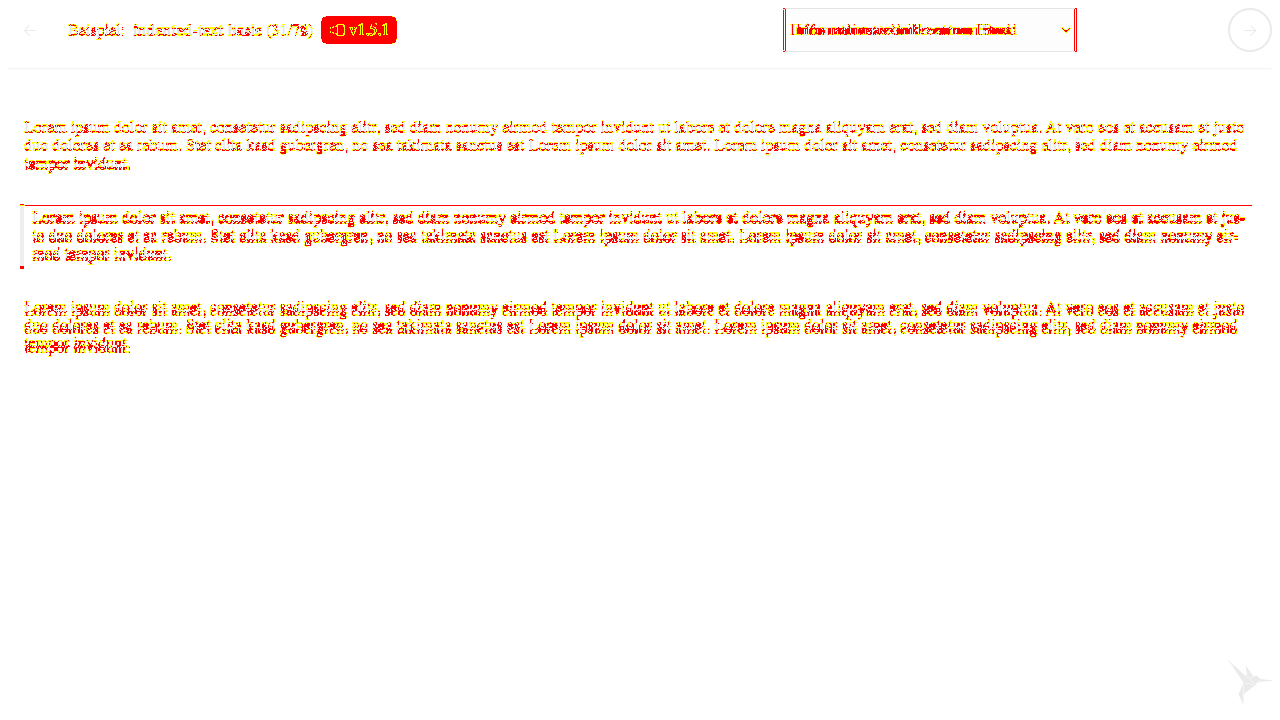 Beispiel: indented-text basic (31/76) v1.5.1
Lorem ipsum dolor sit amet, consetetur sadipscing elitr, sed diam nonumy eirmod tempor invidunt ut labore et dolore magna aliquyam erat, sed diam voluptua. At vero eos et accusam et justo
duo dolores et ea rebum. Stet clita kasd gubergren, no sea takimata sanctus est Lorem ipsum dolor sit amet. Lorem ipsum dolor sit amet, consetetur sadipscing elitr, sed diam nonumy eirmod
tempor invidunt.
Lorem ipsum dolor sit amet, consetetur sadipscing elitr, sed diam nonumy eirmod tempor invidunt ut labore et dolore magna aliquyam erat, sed diam voluptua. At vero eos et accusam et jus-
to duo dolores et ea rebum. Stet clita kasd gubergren, no sea takimata sanctus est Lorem ipsum dolor sit amet. Lorem ipsum dolor sit amet, consetetur sadipscing elitr, sed diam nonumy eir-
mod tempor invidunt.
Lorem ipsum dolor sit amet, consetetur sadipscing elitr, sed diam nonumy eirmod tempor invidunt ut labore et dolore magna aliquyam erat, sed diam voluptua. At vero eos et accusam et justo
duo dolores et ea rebum. Stet clita kasd gubergren, no sea takimata sanctus est Lorem ipsum dolor sit amet. Lorem ipsum dolor sit amet, consetetur sadipscing elitr, sed diam nonumy eirmod
tempor invidunt.